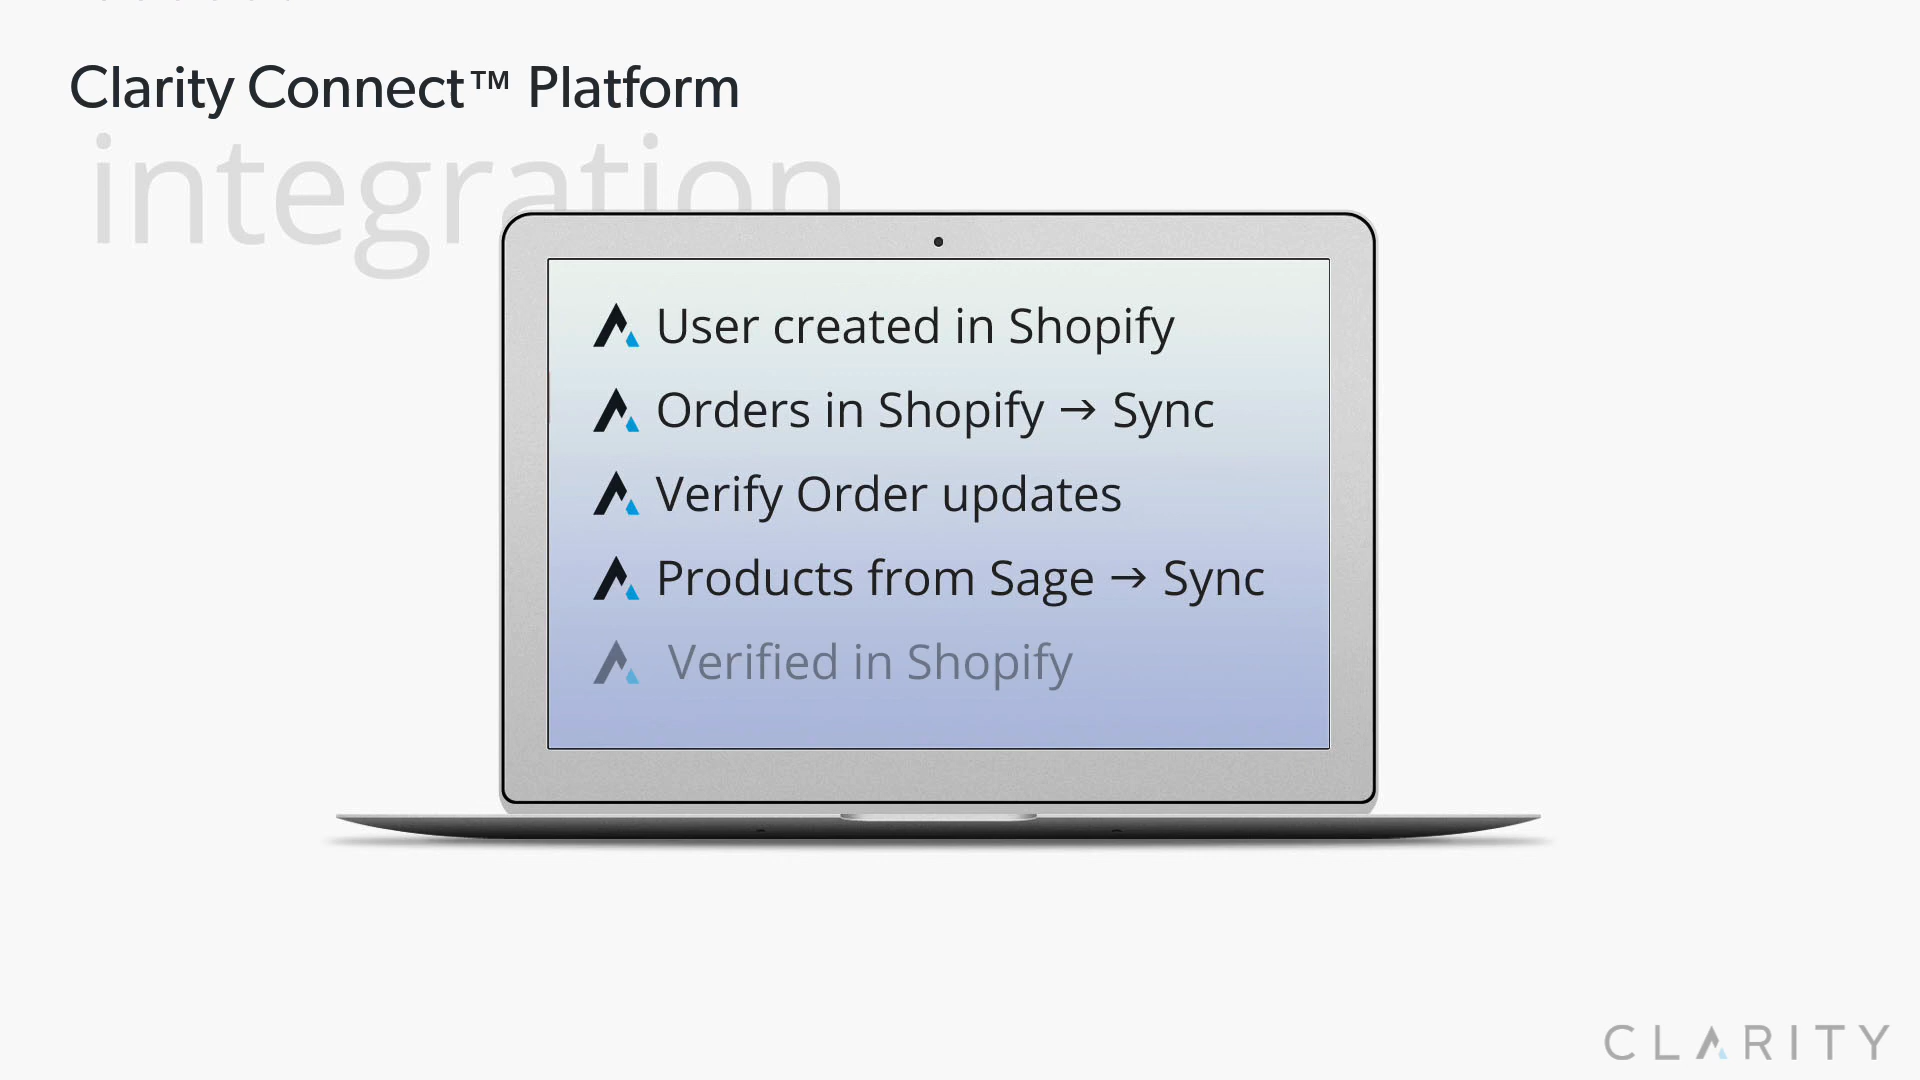 Clarity Connect™ Platform
integration
User created in Shopify
Orders in Shopify → Sync
Verify Order updates
Products from Sage → Sync
Verified in Shopify
CLARITY